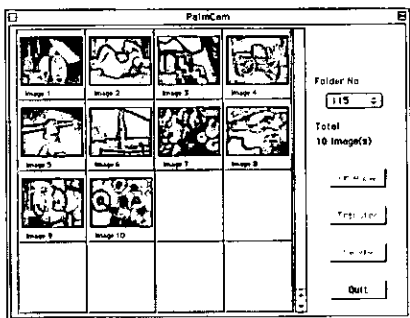 PalmCam
Image 1
Image 2
Image 3
Image 4
Image 5
Image 6
Image 7
Image 8
Image 9
Image 10
Folder No
115
Total
10 Image(s)
Quit